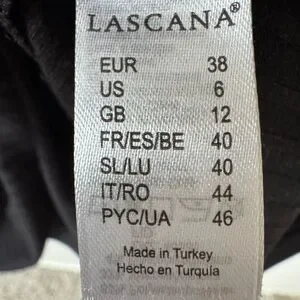 LASCANA®
EUR 38
US 6
GB 12
FR/ES/BE 40
SL/LU 40
IT/RO 44
PYC/UA 46
Made in Turkey
Hecho en Turquía